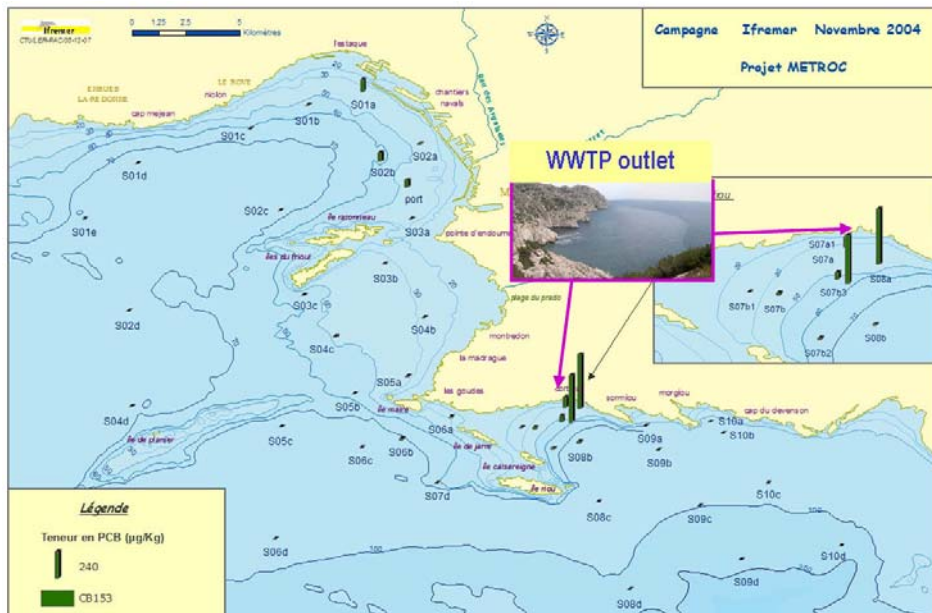 Ifremer
0 1.25 2.5 5
Kilomètres
Campagne Ifremer Novembre 2004
Projet METROC
l'estaque
LE ROVE
ENSUES
LA REDONNE
niolon
cap mejean
chantiers
navals
S01a
S01b
S01c
S01d
S01e
S02a
S02b
port
S02c
S02d
S03a
île ratonneau
pointe d'endoume
îles du frioul
S03b
S03c
S04b
S04c
S04d
WWTP outlet
S07a1
S07a
S07b3
S08a
S07b1
S07b
S07b2
S08b
plage du prado
montredon
la madrague
les goudes
S05a
S05b
S05c
île maire
île de planier
S06a
S06b
S06c
S06d
île de jarre
île calsereigne
île riou
S07d
sormiou
morgiou
cap du devenson
S08b
S08c
S08d
S09a
S09b
S09c
S09d
S10a
S10b
S10c
S10d
100
Légende
Teneur en PCB (µg/Kg)
240
CB153